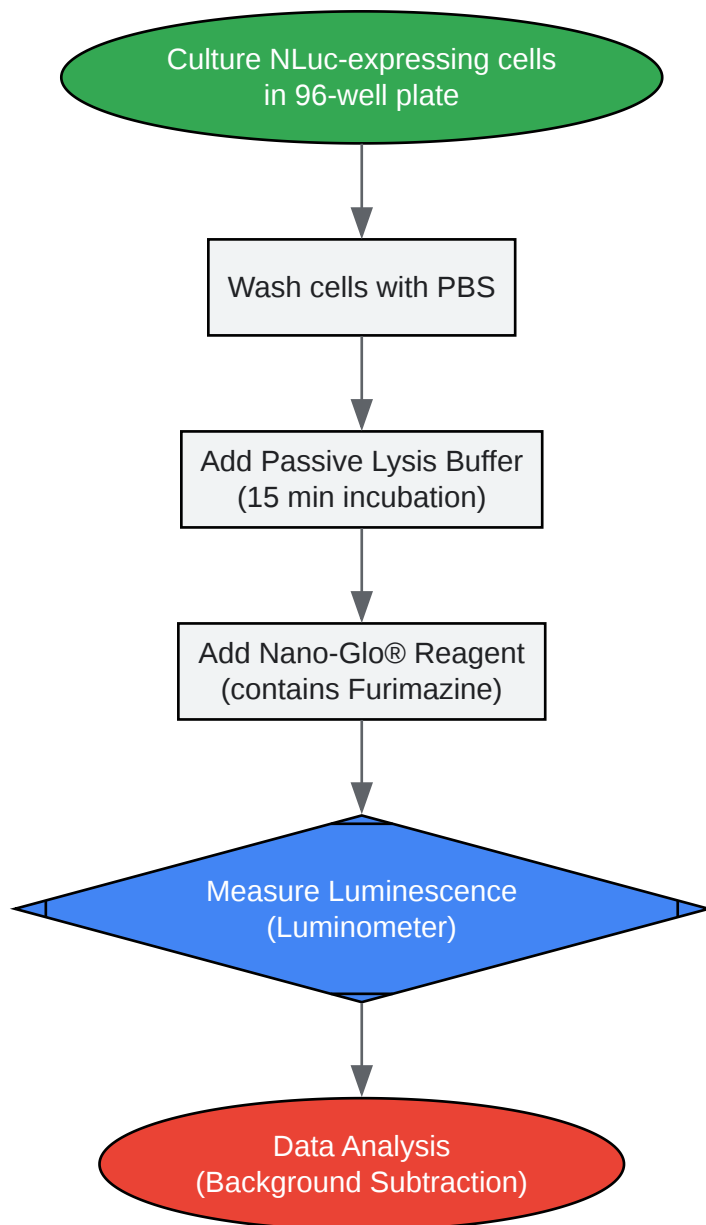 Culture NLuc-expressing cells
in 96-well plate
Wash cells with PBS
Add Passive Lysis Buffer
(15 min incubation)
Add Nano-Glo® Reagent
(contains Furimazine)
Measure Luminescence
(Luminometer)
Data Analysis
(Background Subtraction)